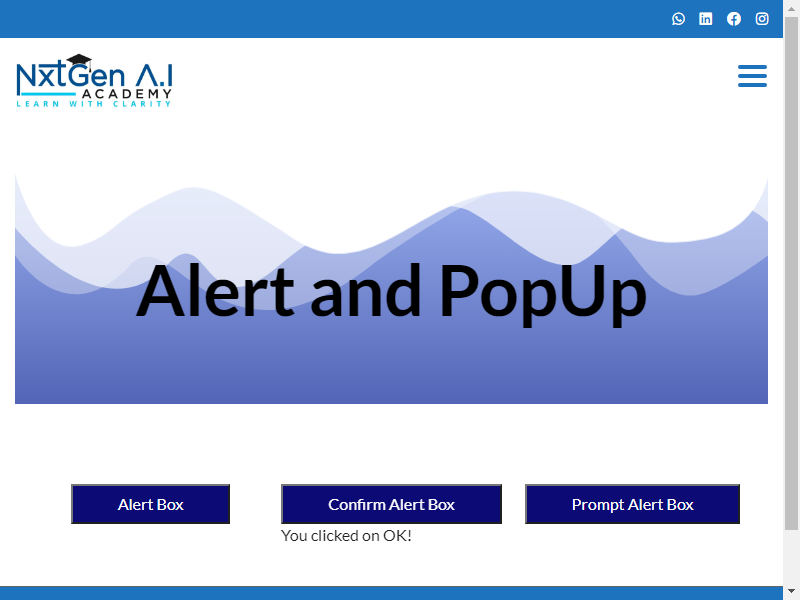 NxtGen A.I
ACADEMY
LEARN WITH CLARITY
Alert and PopUp
Alert Box
Confirm Alert Box
Prompt Alert Box
You clicked on OK!